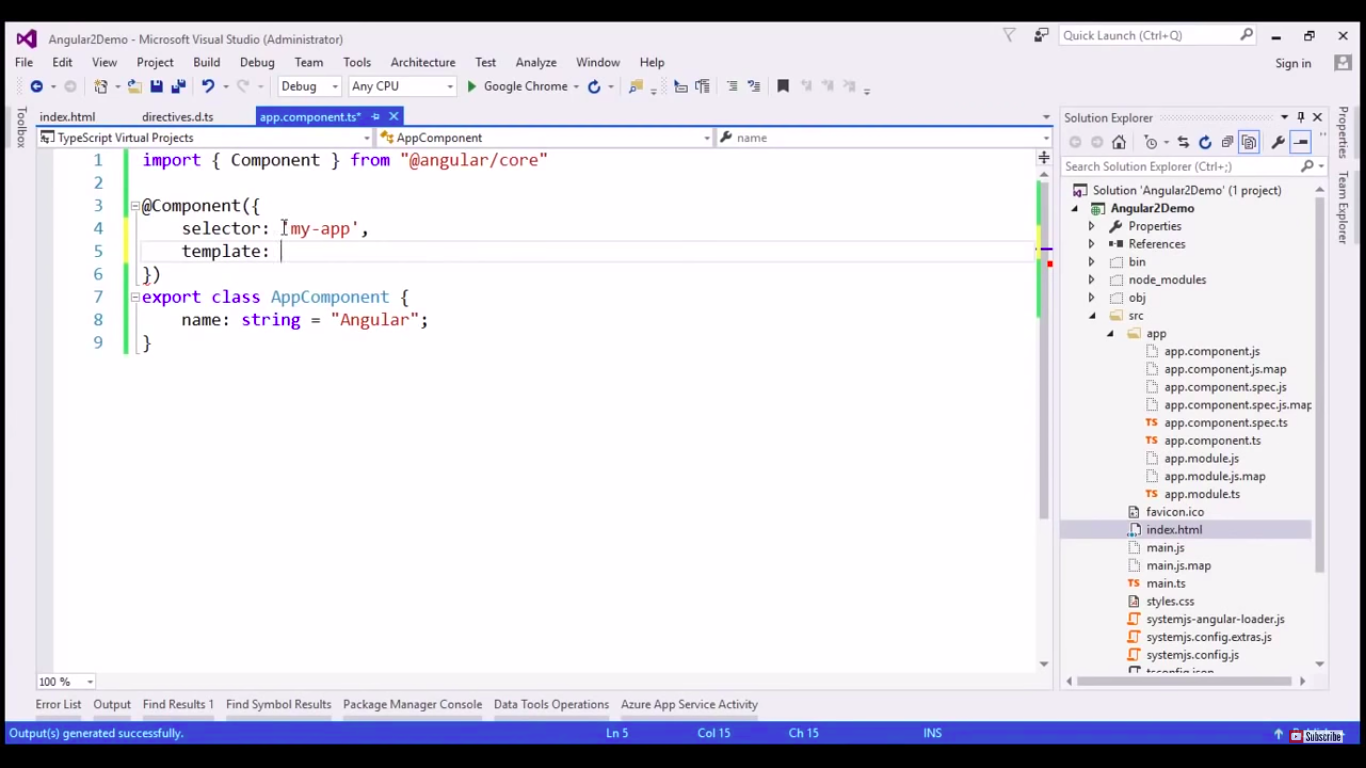 Angular2Demo - Microsoft Visual Studio (Administrator)
Quick Launch (Ctrl+Q)
File Edit View Project Build Debug Team Tools Architecture Test Analyze Window Help
Sign in
Debug Any CPU Google Chrome
Toolbox
index.html directives.d.ts app.component.ts*
TypeScript Virtual Projects AppComponent name
1 import { Component } from "@angular/core"
2
3 @Component({
4 selector: 'my-app',
5 template:
6 })
7 export class AppComponent {
8 name: string = "Angular";
9 }
100 %
Solution Explorer
Search Solution Explorer (Ctrl+;)
Solution 'Angular2Demo' (1 project)
Angular2Demo
Properties
References
bin
node_modules
obj
src
app
app.component.js
app.component.js.map
app.component.spec.js
app.component.spec.js.map
TS app.component.spec.ts
TS app.component.ts
app.module.js
app.module.js.map
TS app.module.ts
favicon.ico
index.html
main.js
main.js.map
TS main.ts
styles.css
systemjs-angular-loader.js
systemjs.config.extras.js
systemjs.config.js
tsconfig.json
Properties
Team Explorer
Error List Output Find Results 1 Find Symbol Results Package Manager Console Data Tools Operations Azure App Service Activity
Output(s) generated successfully. Ln 5 Col 15 Ch 15 INS
Subscribe